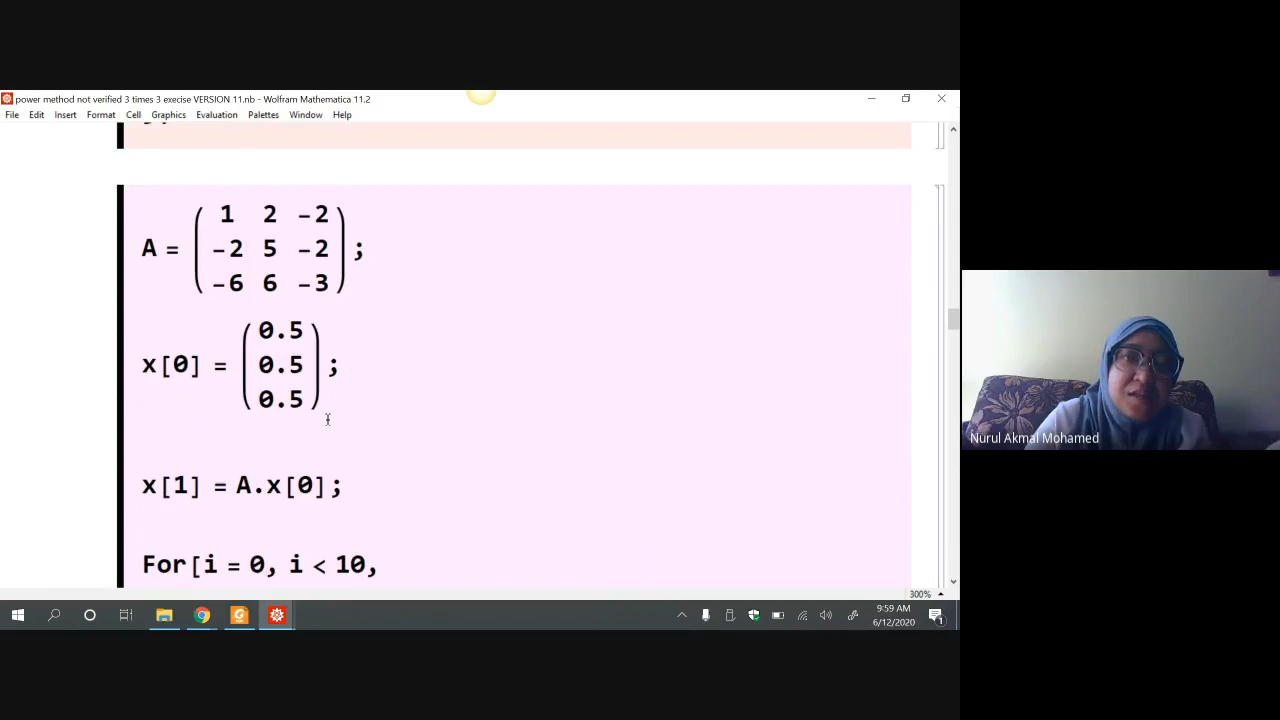 power method not verified 3 times 3 execise VERSION 11.nb - Wolfram Mathematica 11.2
File Edit Insert Format Cell Graphics Evaluation Palettes Window Help
A = ( 1 2 -2
-2 5 -2
-6 6 -3 ) ;
x[0] = ( 0.5
0.5
0.5 ) ;
x[1] = A.x[0];
For[i = 0, i < 10,
Nurul Akmal Mohamed
300%
9:59 AM
6/12/2020
1